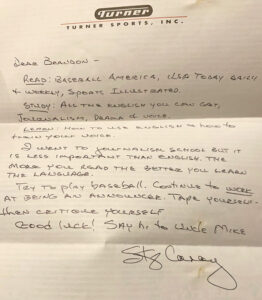 Turner
TURNER SPORTS, INC.
Dear Brandon -
READ: BASEBALL AMERICA, USA TODAY
& WEEKLY, SPORTS ILLUSTRATED.
STUDY: ALL THE ENGLISH YOU CAN GET,
JOURNALISM, DRAMA & VOICE.
LEARN: HOW TO USE ENGLISH & HOW TO
TRAIN YOUR VOICE.
I WENT TO JOURNALISM SCHOOL BUT IT
IS LESS IMPORTANT THAN ENGLISH. THE
MORE YOU READ THE BETTER YOU LEARN
THE LANGUAGE.
TRY TO PLAY BASEBALL. CONTINUE TO WORK
AT BEING AN ANNOUNCER. TAPE YOURSELF -
THEN CRITIQUE YOURSELF
GOOD LUCK! SAY HI TO UNCLE MIKE
Skip Caray